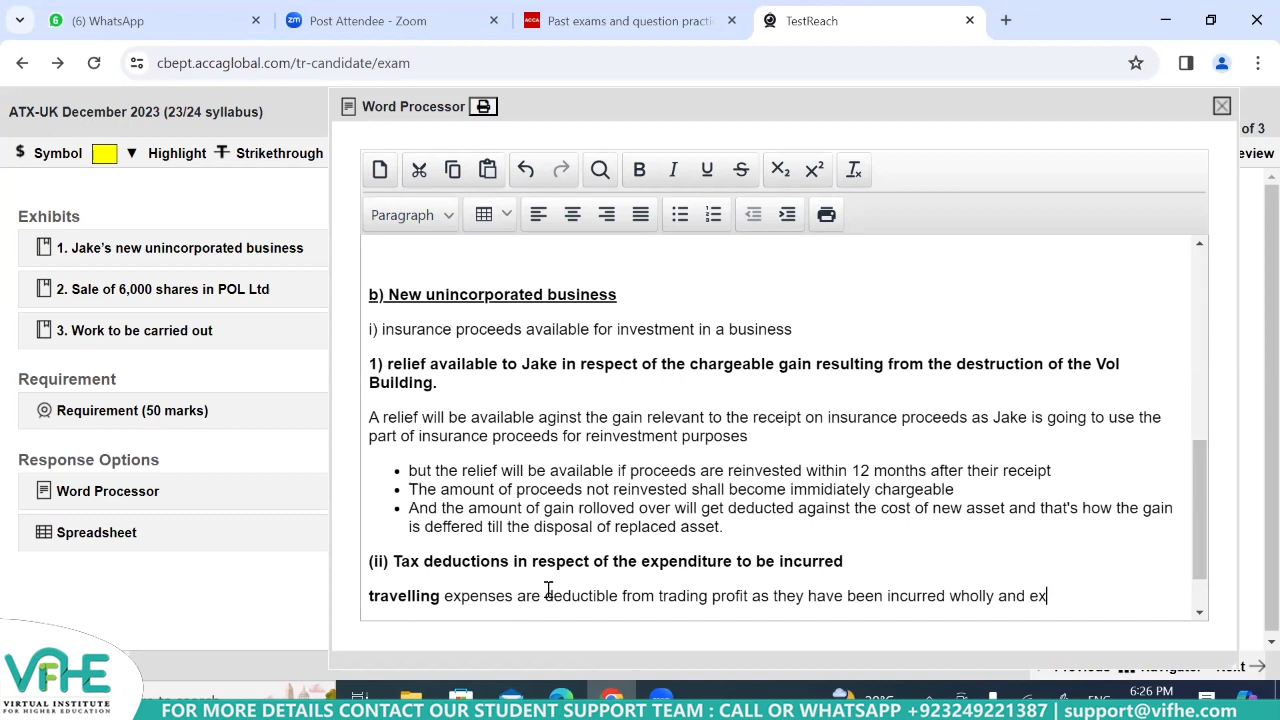 (6) WhatsApp
Post Attendee - Zoom
Past exams and question practi
TestReach
cbept.accaglobal.com/tr-candidate/exam
ATX-UK December 2023 (23/24 syllabus)
Word Processor
of 3
$ Symbol Highlight Strikethrough
eview
Exhibits
1. Jake's new unincorporated business
2. Sale of 6,000 shares in POL Ltd
3. Work to be carried out
Requirement
Requirement (50 marks)
Response Options
Word Processor
Spreadsheet
Paragraph
b) New unincorporated business
i) insurance proceeds available for investment in a business
1) relief available to Jake in respect of the chargeable gain resulting from the destruction of the Vol
Building.
A relief will be available aginst the gain relevant to the receipt on insurance proceeds as Jake is going to use the
part of insurance proceeds for reinvestment purposes
but the relief will be available if proceeds are reinvested within 12 months after their receipt
The amount of proceeds not reinvested shall become immidiately chargeable
And the amount of gain rolloved over will get deducted against the cost of new asset and that's how the gain
is deffered till the disposal of replaced asset.
(ii) Tax deductions in respect of the expenditure to be incurred
travelling expenses are deductible from trading profit as they have been incurred wholly and ex
6:26 PM
ENG
VFHE
VIRTUAL INSTITUTE
FOR HIGHER EDUCATION
FOR MORE DETAILS CONTACT OUR STUDENT SUPPORT TEAM : CALL OR WHATSAPP +923249221387 | support@vifhe.com